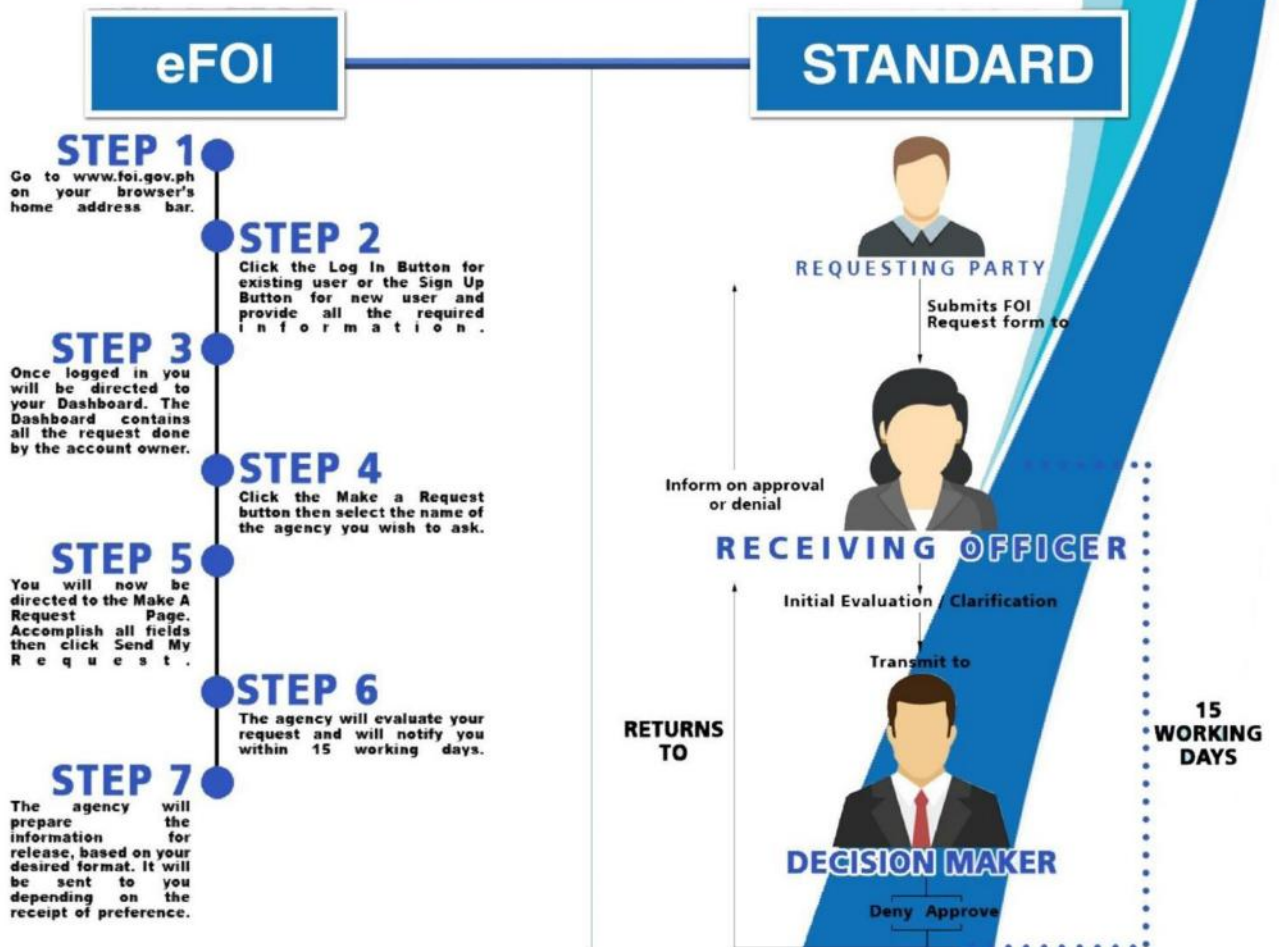 eFOI
STEP 1
Go to www.foi.gov.ph
on your browser's
home address bar.
STEP 2
Click the Log In Button for
existing user or the Sign Up
Button for new user and
provide all the required
information.
STEP 3
Once logged in you
will be directed to
your Dashboard. The
Dashboard contains
all the request done
by the account owner.
STEP 4
Click the Make a Request
button then select the name of
the agency you wish to ask.
STEP 5
You will now be
directed to the Make A
Request Page.
Accomplish all fields
then click Send My
Request.
STEP 6
The agency will evaluate your
request and will notify you
within 15 working days.
STEP 7
The agency will
prepare the
information for
release, based on your
desired format. It will
be sent to you
depending on the
receipt of preference.
STANDARD
REQUESTING PARTY
Submits FOI
Request form to
Inform on approval
or denial
RECEIVING OFFICER
Initial Evaluation / Clarification
Transmit to
RETURNS
TO
15
WORKING
DAYS
DECISION MAKER
Deny Approve